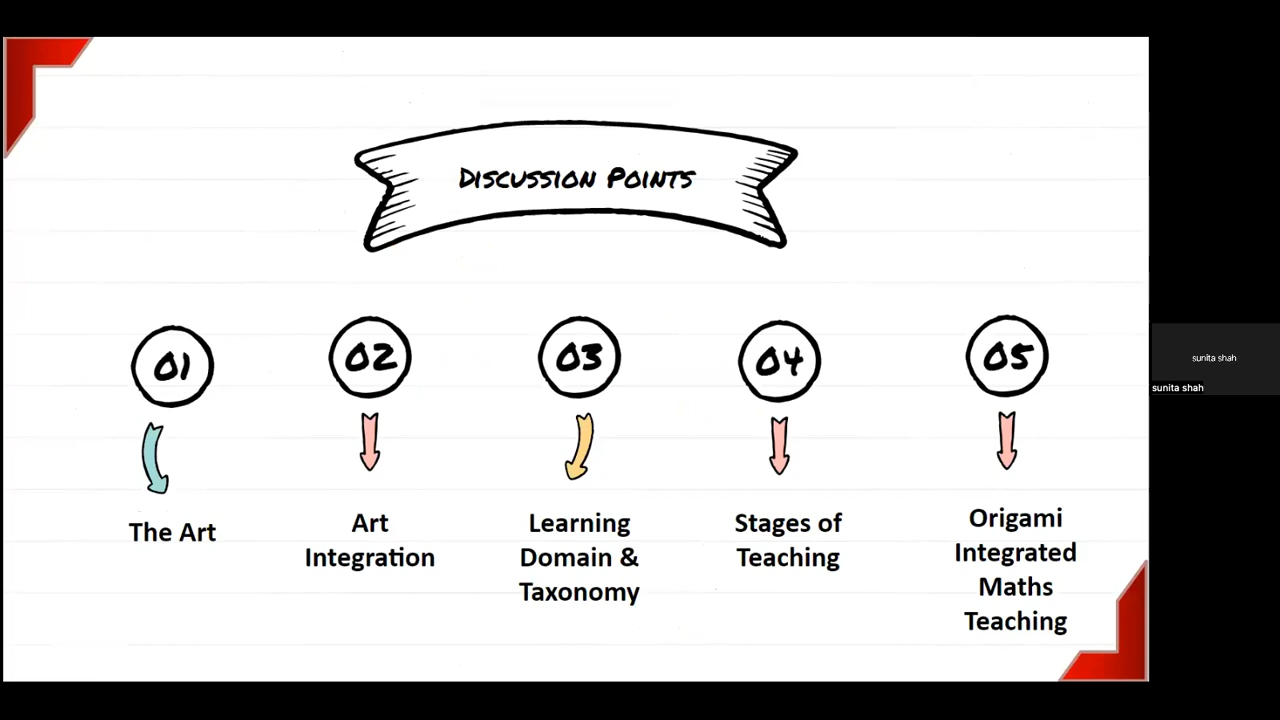 Discussion Points
01
02
03
04
05
The Art
Art
Integration
Learning
Domain &
Taxonomy
Stages of
Teaching
Origami
Integrated
Maths
Teaching
sunita shah
sunita shah